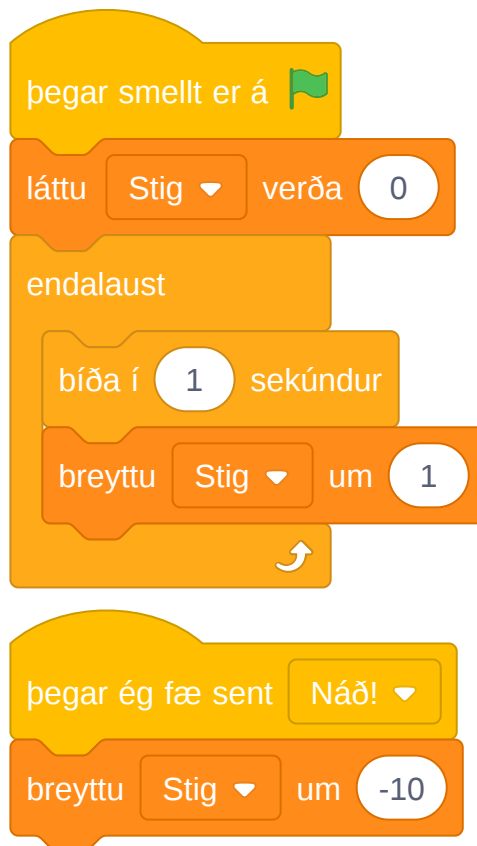 þegar smellt er á
láttu Stig verða 0
endalaust
bíða í 1 sekúndur
breyttu Stig um 1
þegar ég fæ sent Náð!
breyttu Stig um -10